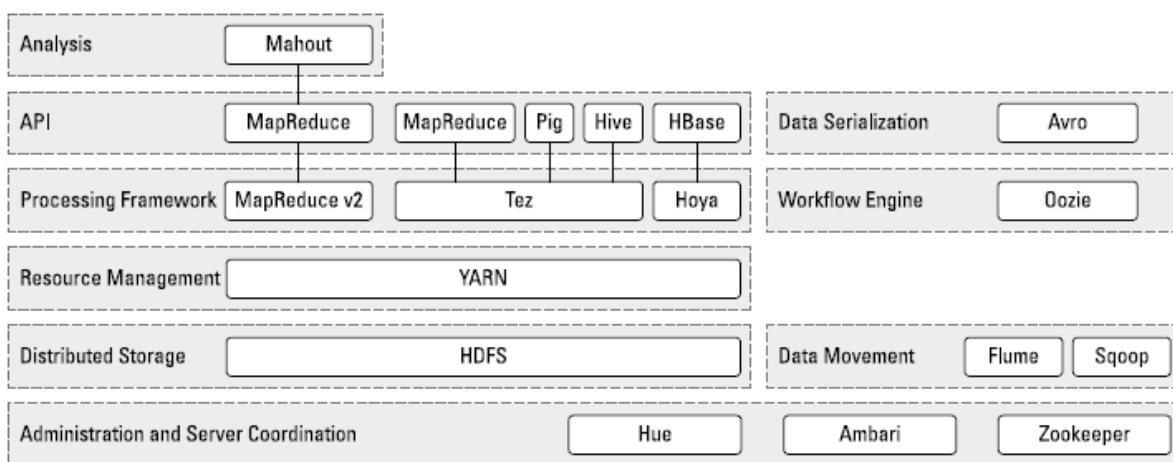 Analysis Mahout
API MapReduce MapReduce Pig Hive HBase Data Serialization Avro
Processing Framework MapReduce v2 Tez Hoya Workflow Engine Oozie
Resource Management YARN
Distributed Storage HDFS Data Movement Flume Sqoop
Administration and Server Coordination Hue Ambari Zookeeper